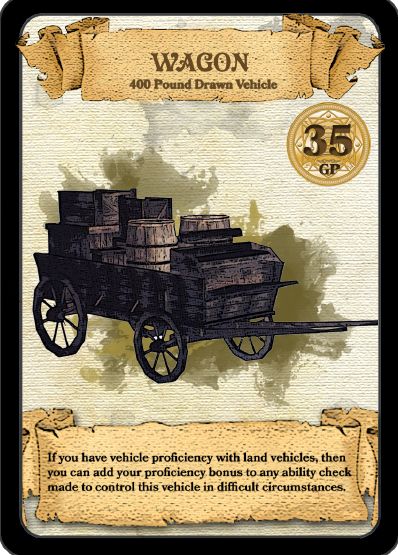 WAGON
400 Pound Drawn Vehicle
35
GP
If you have vehicle proficiency with land vehicles, then
you can add your proficiency bonus to any ability check
made to control this vehicle in difficult circumstances.